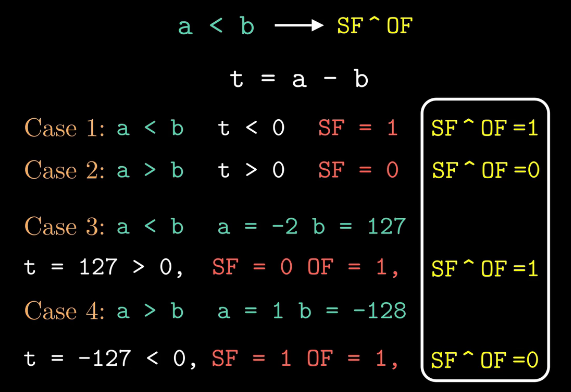 a < b ⟶ SF^OF
t = a - b
Case 1: a < b t < 0 SF = 1 SF^OF=1
Case 2: a > b t > 0 SF = 0 SF^OF=0
Case 3: a < b a = -2 b = 127
t = 127 > 0, SF = 0 OF = 1, SF^OF=1
Case 4: a > b a = 1 b = -128
t = -127 < 0, SF = 1 OF = 1, SF^OF=0